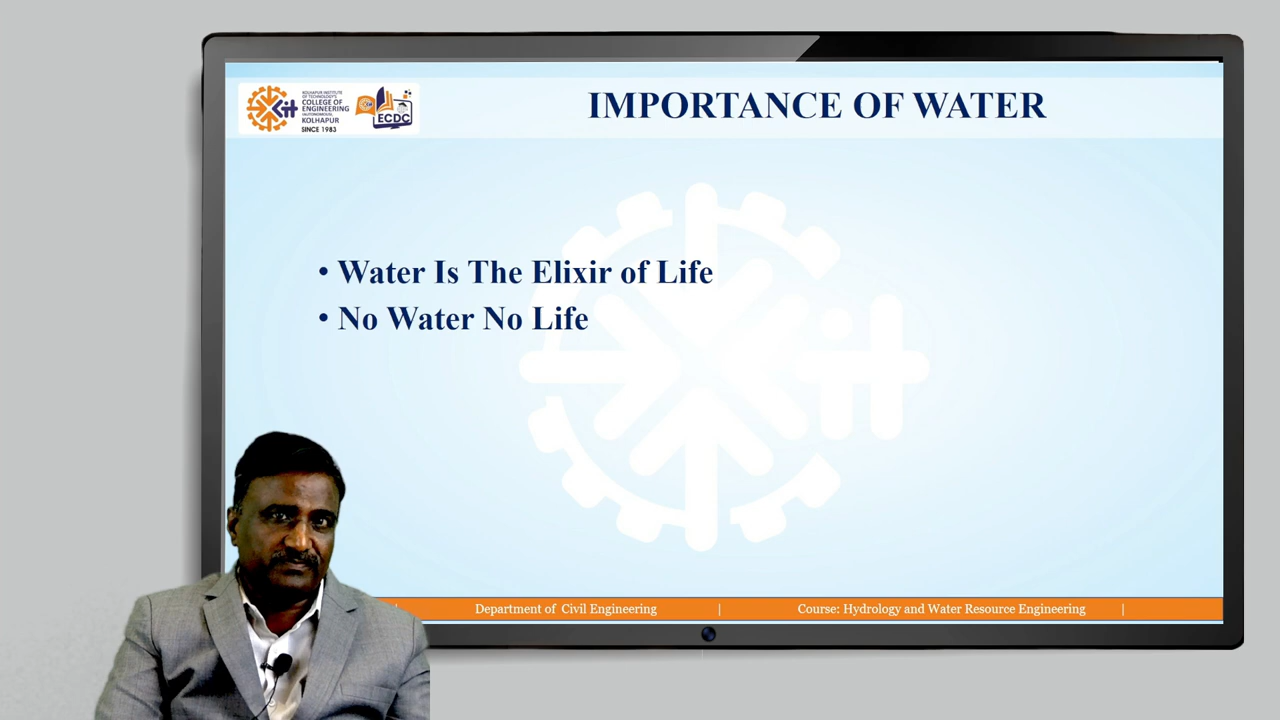 KOLHAPUR INSTITUTE
OF TECHNOLOGY'S
COLLEGE OF
ENGINEERING
(AUTONOMOUS),
KOLHAPUR
SINCE 1983
ECDC
IMPORTANCE OF WATER
• Water Is The Elixir of Life
• No Water No Life
| Department of Civil Engineering | Course: Hydrology and Water Resource Engineering |